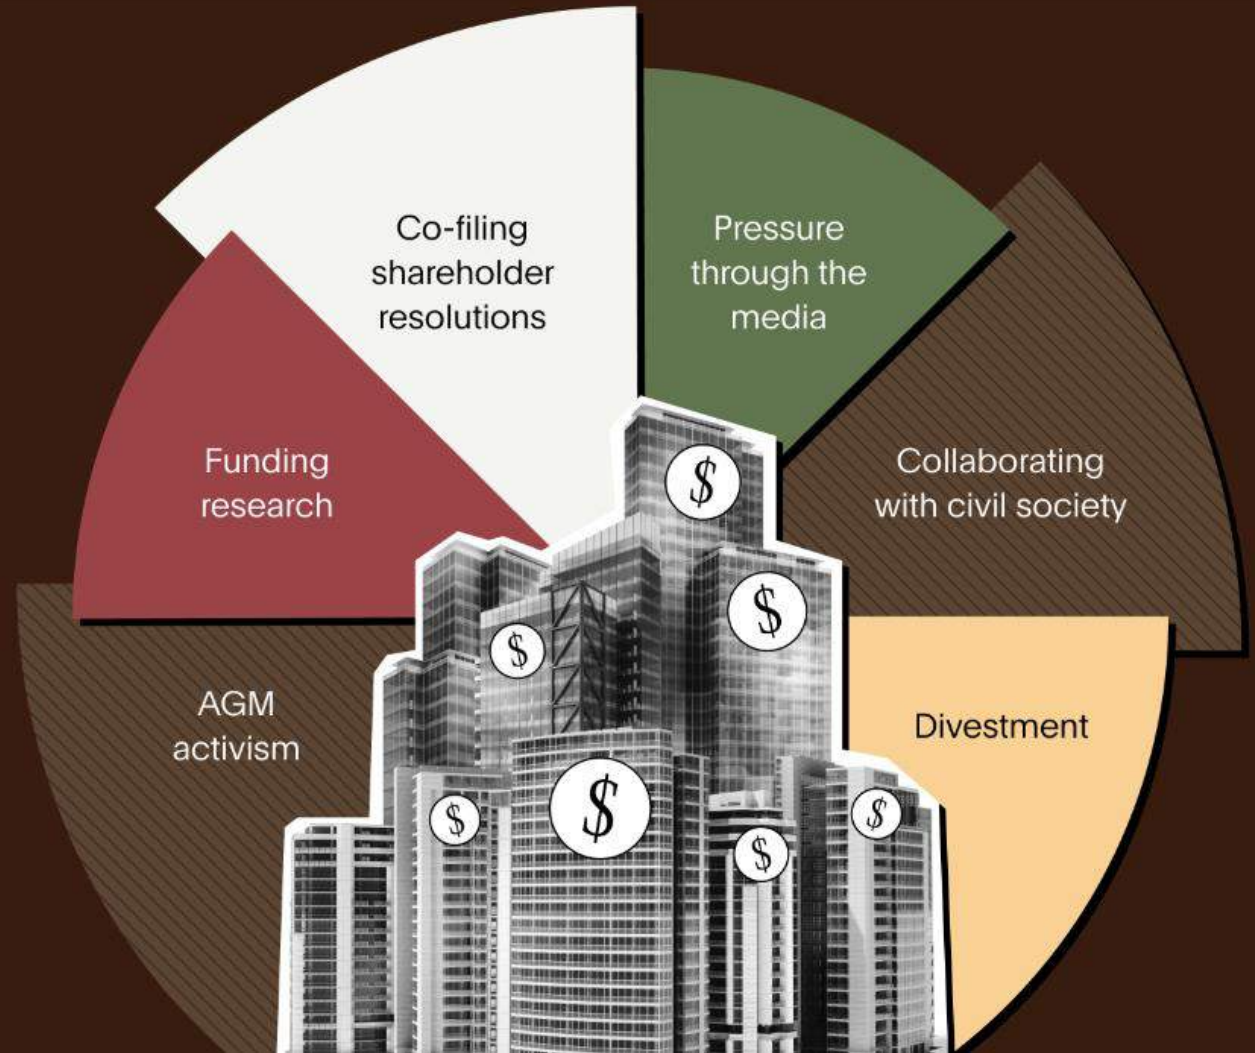 Co-filing
shareholder
resolutions
Pressure
through the
media
Funding
research
Collaborating
with civil society
AGM
activism
Divestment
$
$
$
$
$
$
$